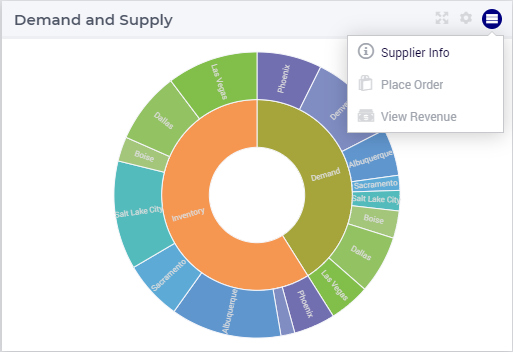 Demand and Supply
Supplier Info
Place Order
View Revenue
Phoenix
Albuquerque
Sacramento
Salt Lake City
Boise
Dallas
Las Vegas
Phoenix
Albuquerque
Sacramento
Salt Lake City
Boise
Dallas
Las Vegas
Demand
Inventory